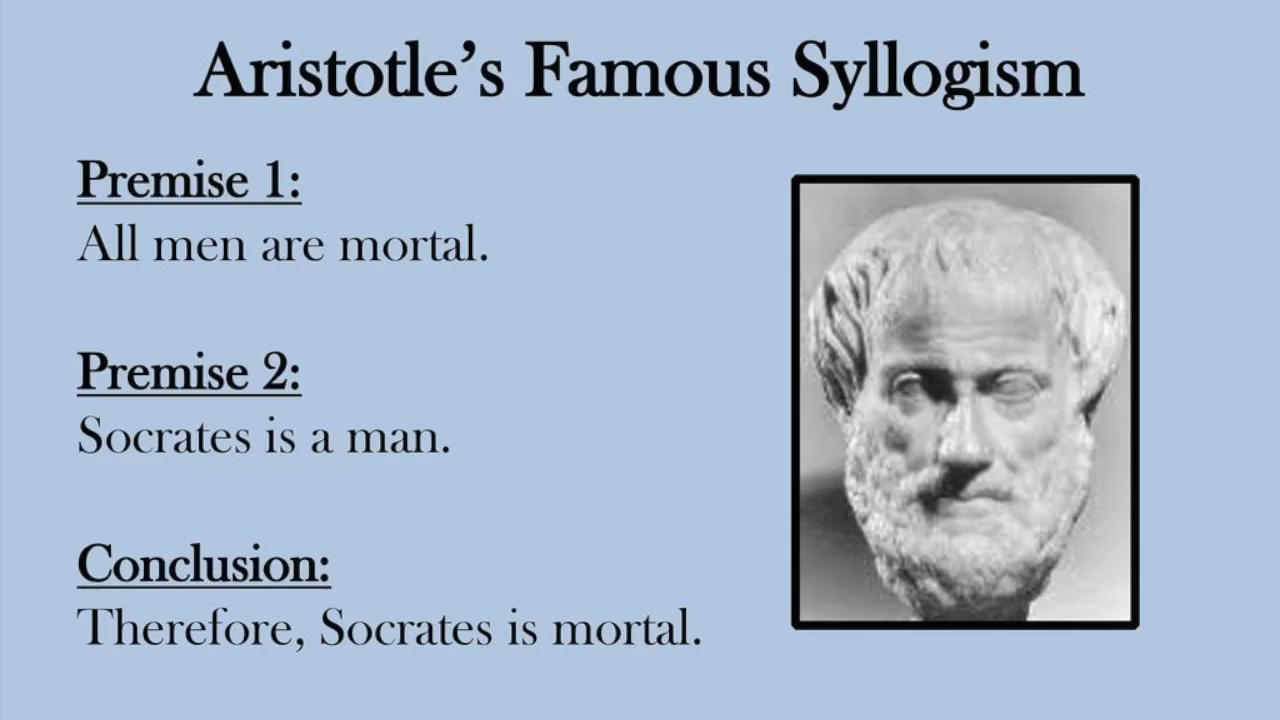 Aristotle’s Famous Syllogism
Premise 1:
All men are mortal.
Premise 2:
Socrates is a man.
Conclusion:
Therefore, Socrates is mortal.